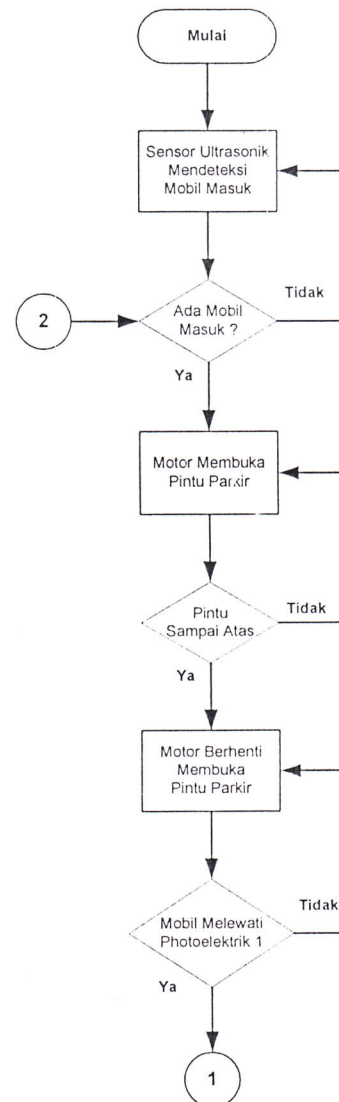 Mulai
Sensor Ultrasonik
Mendeteksi
Mobil Masuk
Ada Mobil
Masuk ?
Tidak
2
Ya
Motor Membuka
Pintu Parkir
Pintu
Sampai Atas
Tidak
Ya
Motor Berhenti
Membuka
Pintu Parkir
Mobil Melewati
Photoelektrik 1
Tidak
Ya
1